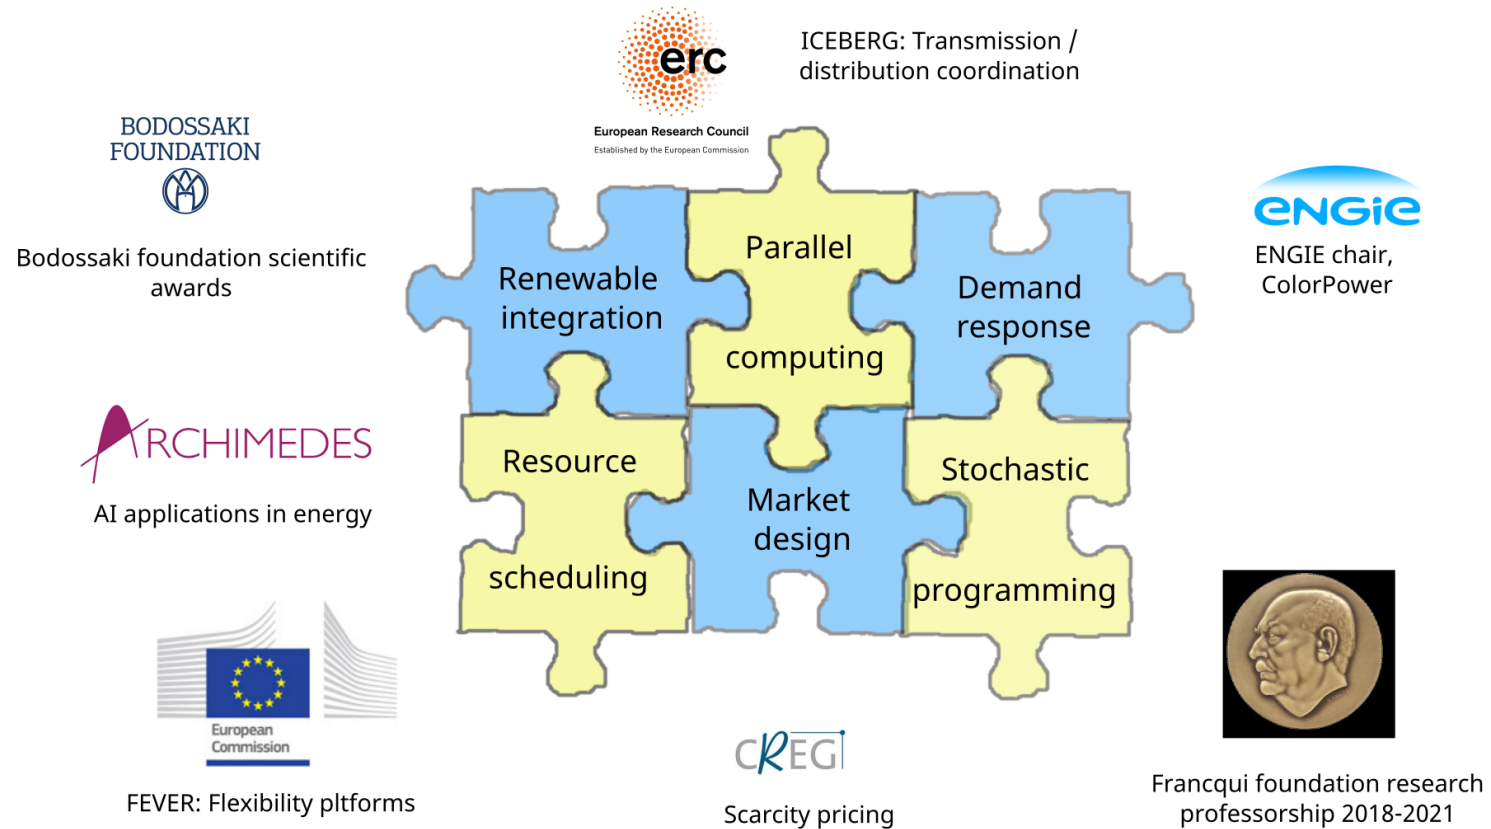 erc
European Research Council
Established by the European Commission
ICEBERG: Transmission /
distribution coordination
BODOSSAKI
FOUNDATION
Bodossaki foundation scientific
awards
ENGIE
ENGIE chair,
ColorPower
Renewable
integration
Parallel
computing
Demand
response
ARCHIMEDES
AI applications in energy
Resource
scheduling
Market
design
Stochastic
programming
European
Commission
FEVER: Flexibility pltforms
CREG
Scarcity pricing
Francqui foundation research
professorship 2018-2021